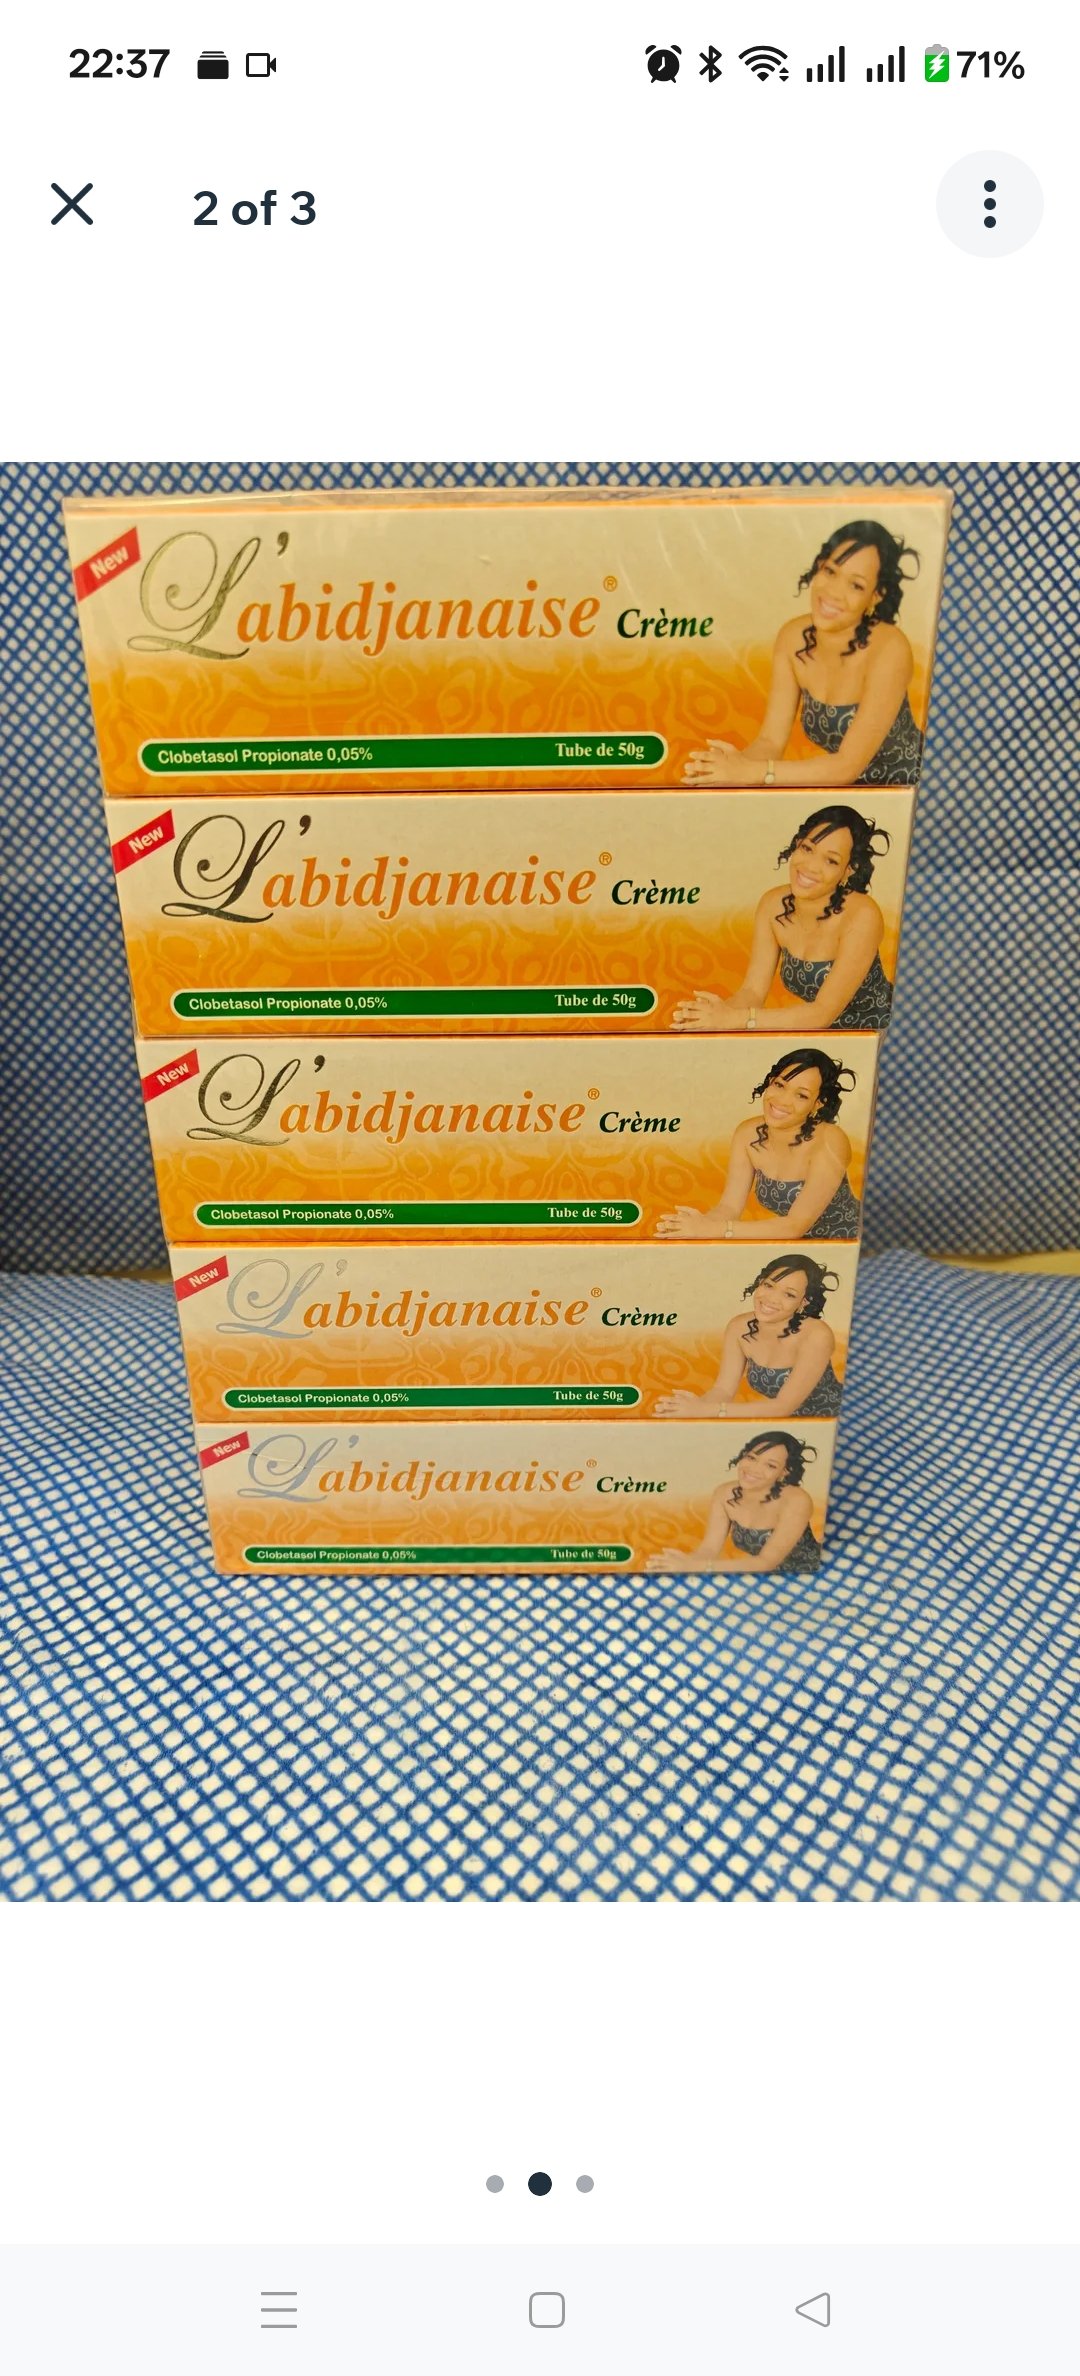 22:37 71%
2 of 3
New
L'abidjanaise® Crème
Clobetasol Propionate 0,05% Tube de 50g
New
L'abidjanaise® Crème
Clobetasol Propionate 0,05% Tube de 50g
New
L'abidjanaise® Crème
Clobetasol Propionate 0,05% Tube de 50g
New
L'abidjanaise® Crème
Clobetasol Propionate 0,05% Tube de 50g
New
L'abidjanaise® Crème
Clobetasol Propionate 0,05% Tube de 50g